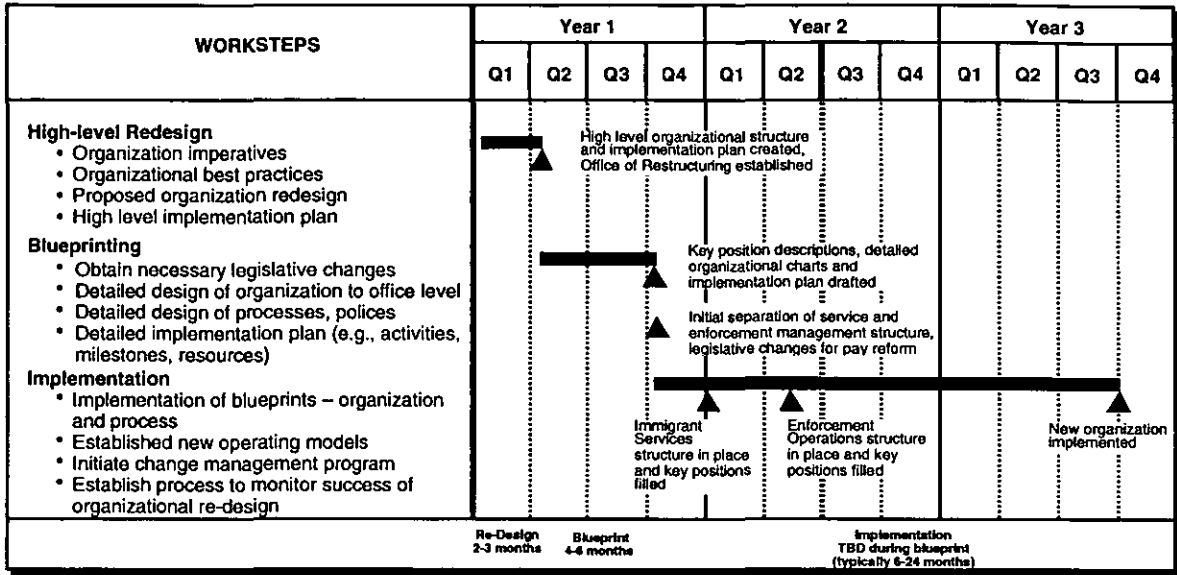 WORKSTEPS
Year 1
Year 2
Year 3
Q1 Q2 Q3 Q4 Q1 Q2 Q3 Q4 Q1 Q2 Q3 Q4
High-level Redesign
• Organization imperatives
• Organizational best practices
• Proposed organization redesign
• High level implementation plan
High level organizational structure
and implementation plan created,
Office of Restructuring established
Blueprinting
• Obtain necessary legislative changes
• Detailed design of organization to office level
• Detailed design of processes, polices
• Detailed implementation plan (e.g., activities,
milestones, resources)
Key position descriptions, detailed
organizational charts and
implementation plan drafted
Initial separation of service and
enforcement management structure,
legislative changes for pay reform
Implementation
• Implementation of blueprints – organization
and process
• Established new operating models
• Initiate change management program
• Establish process to monitor success of
organizational re-design
Immigrant
Services
structure in place
and key positions
filled
Enforcement
Operations structure
in place and key
positions filled
New organization
implemented
Re-Design
2-3 months
Blueprint
4-6 months
Implementation
TBD during blueprint
(typically 6-24 months)